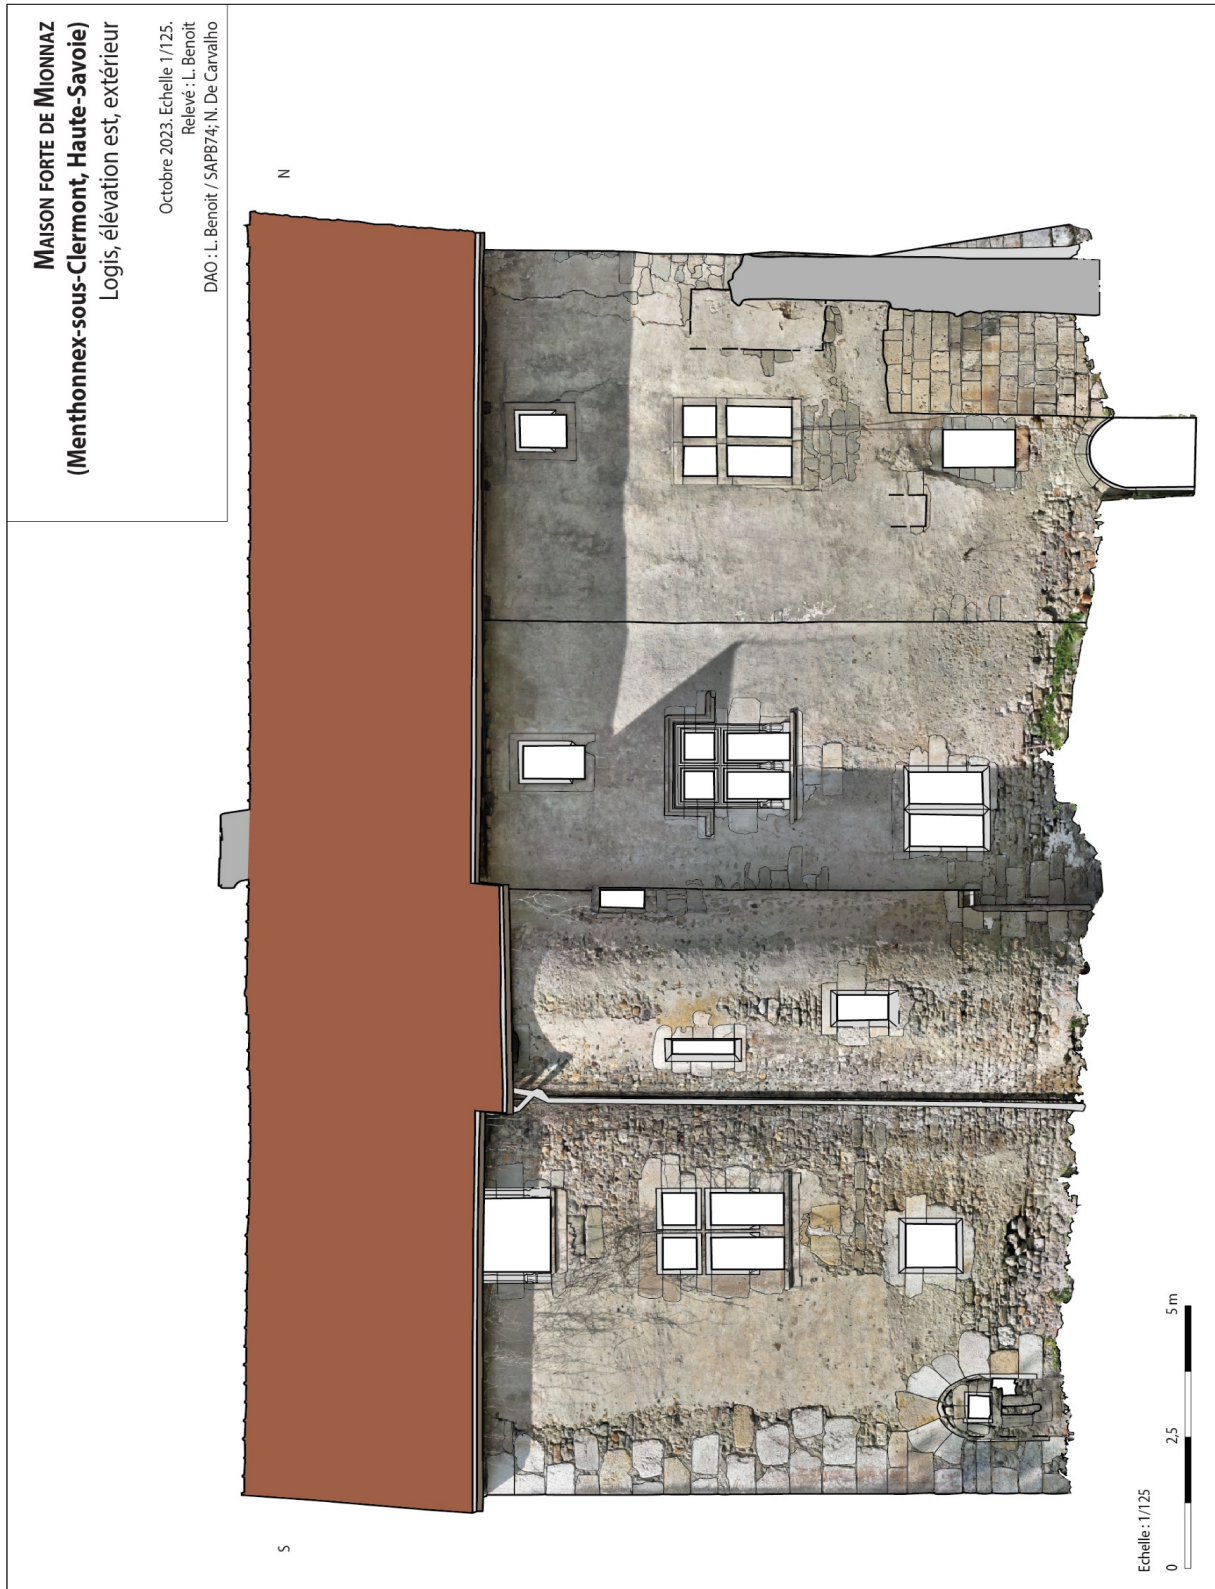 MAISON FORTE DE MIONNAZ
(Menthonnex-sous-Clermont, Haute-Savoie)
Logis, élévation est, extérieur
Octobre 2023. Echelle 1/125.
Relevé : L. Benoit
DAO : L. Benoit / SAPB74; N. De Carvalho
S
N
Echelle : 1/125
0 2,5 5 m